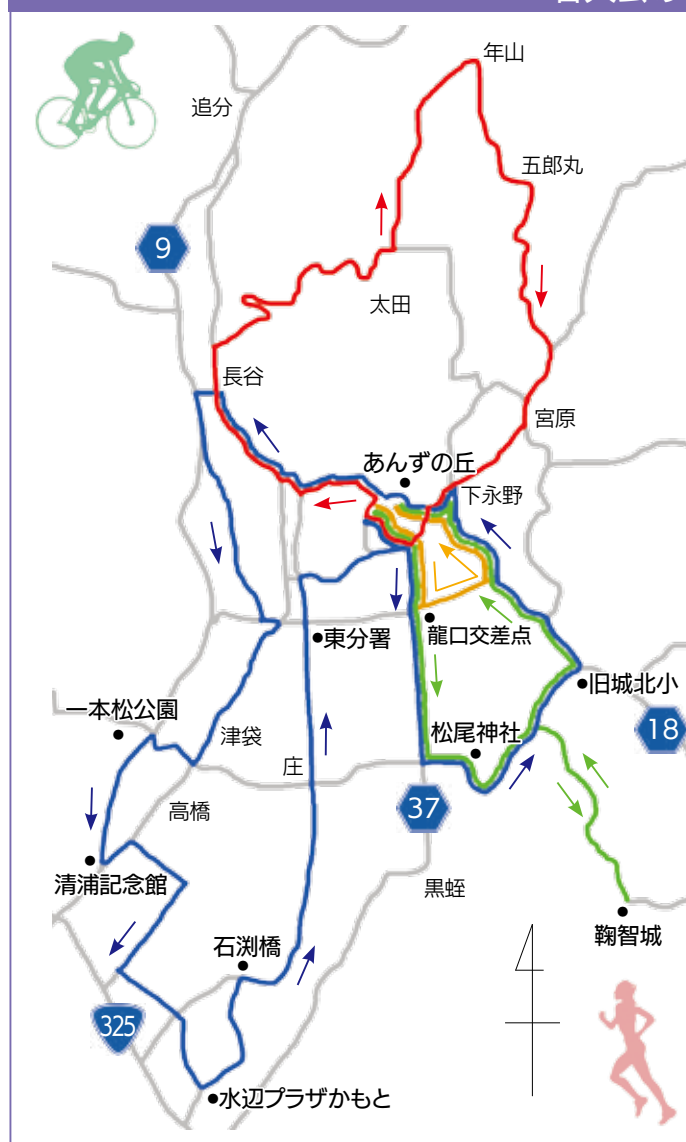 年山
追分
五郎丸
9
太田
長谷
宮原
あんずの丘
下永野
東分署
龍口交差点
旧城北小
一本松公園
津袋
松尾神社
18
庄
37
高橋
清浦記念館
黒蛭
鞠智城
石渕橋
325
水辺プラザかもと